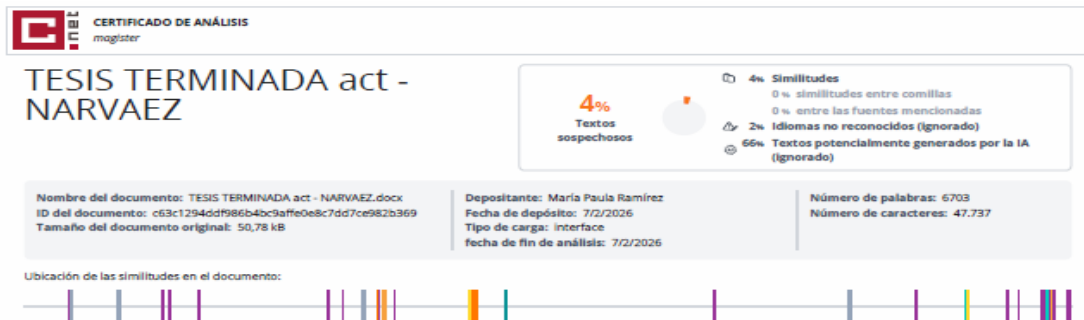 C
.net
CERTIFICADO DE ANÁLISIS
magister
TESIS TERMINADA act -
NARVAEZ
4%
Textos
sospechosos
4% Similitudes
0% similitudes entre comillas
0% entre las fuentes mencionadas
2% Idiomas no reconocidos (ignorado)
66% Textos potencialmente generados por la IA
(ignorado)
Nombre del documento: TESIS TERMINADA act - NARVAEZ.docx
ID del documento: c63c1294ddf986b4bc9affe0e8c7dd7ce982b369
Tamaño del documento original: 50,78 kB
Depositante: María Paula Ramírez
Fecha de depósito: 7/2/2026
Tipo de carga: interface
fecha de fin de análisis: 7/2/2026
Número de palabras: 6703
Número de caracteres: 47.737
Ubicación de las similitudes en el documento: